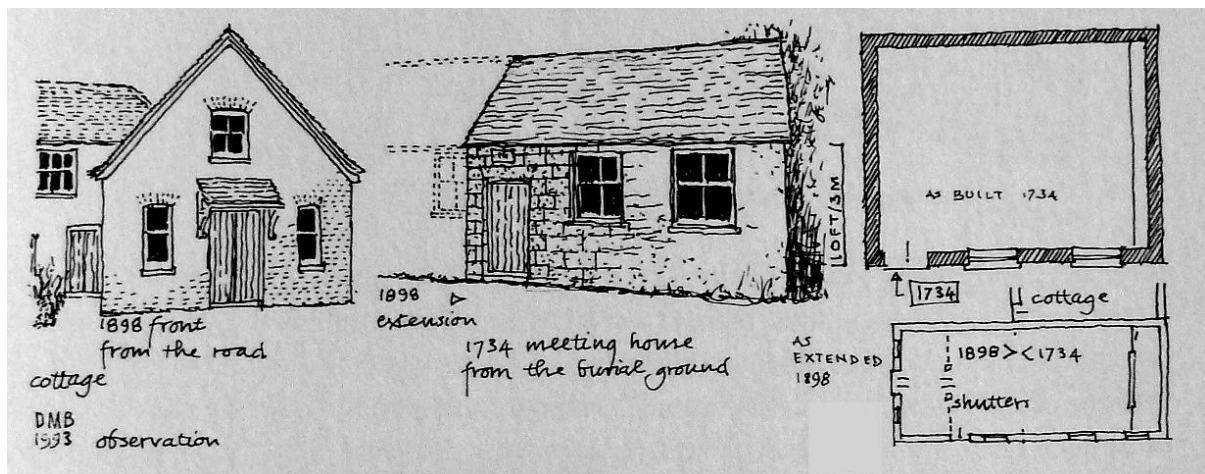 1898 front
from the road
cottage
DMB
1993 observation
1898
extension
1734 meeting house
from the burial ground
10FT/3M
AS BUILT 1734
1734
cottage
AS
EXTENDED
1898
1898 > < 1734
shutters